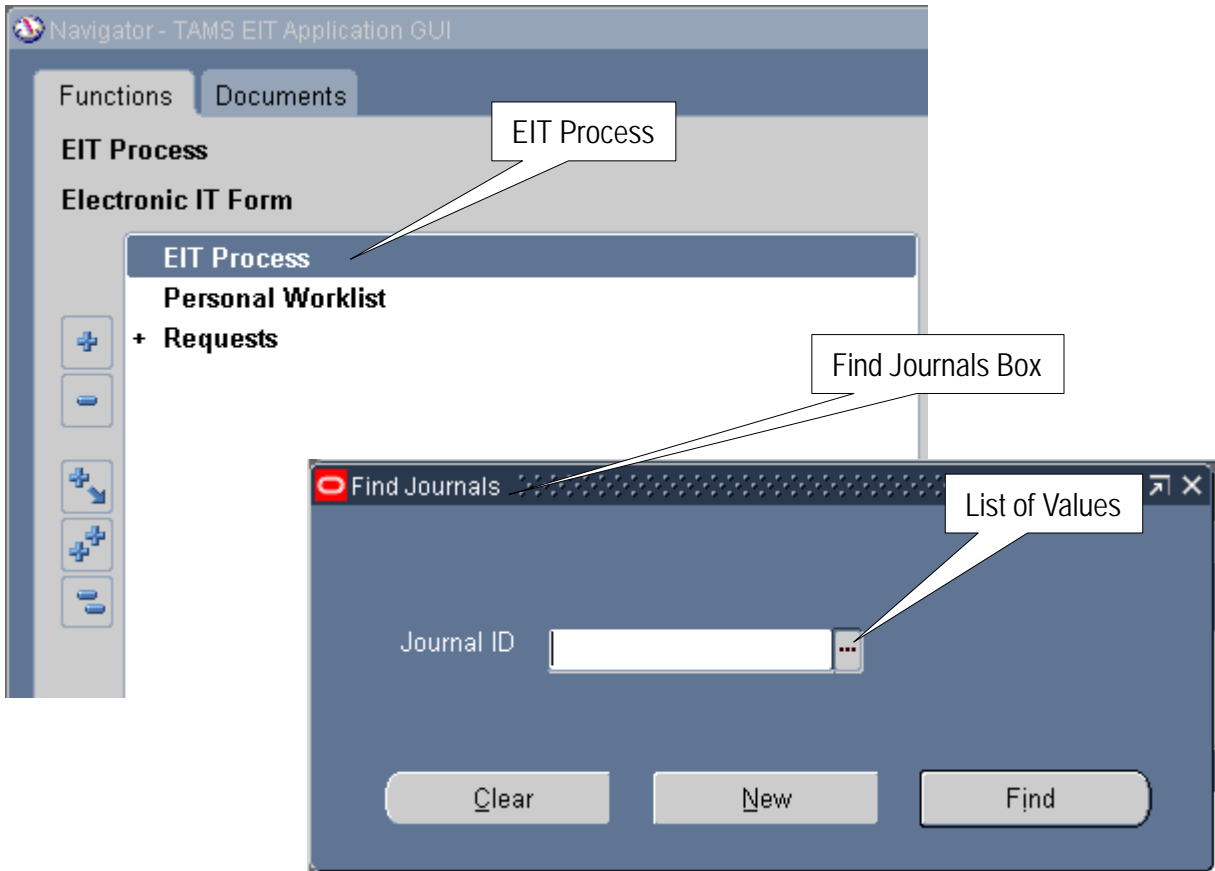 Navigator - TAMS EIT Application GUI
Functions
Documents
EIT Process
EIT Process
Electronic IT Form
EIT Process
Personal Worklist
+ Requests
Find Journals Box
Find Journals
List of Values
Journal ID
...
Clear
New
Find